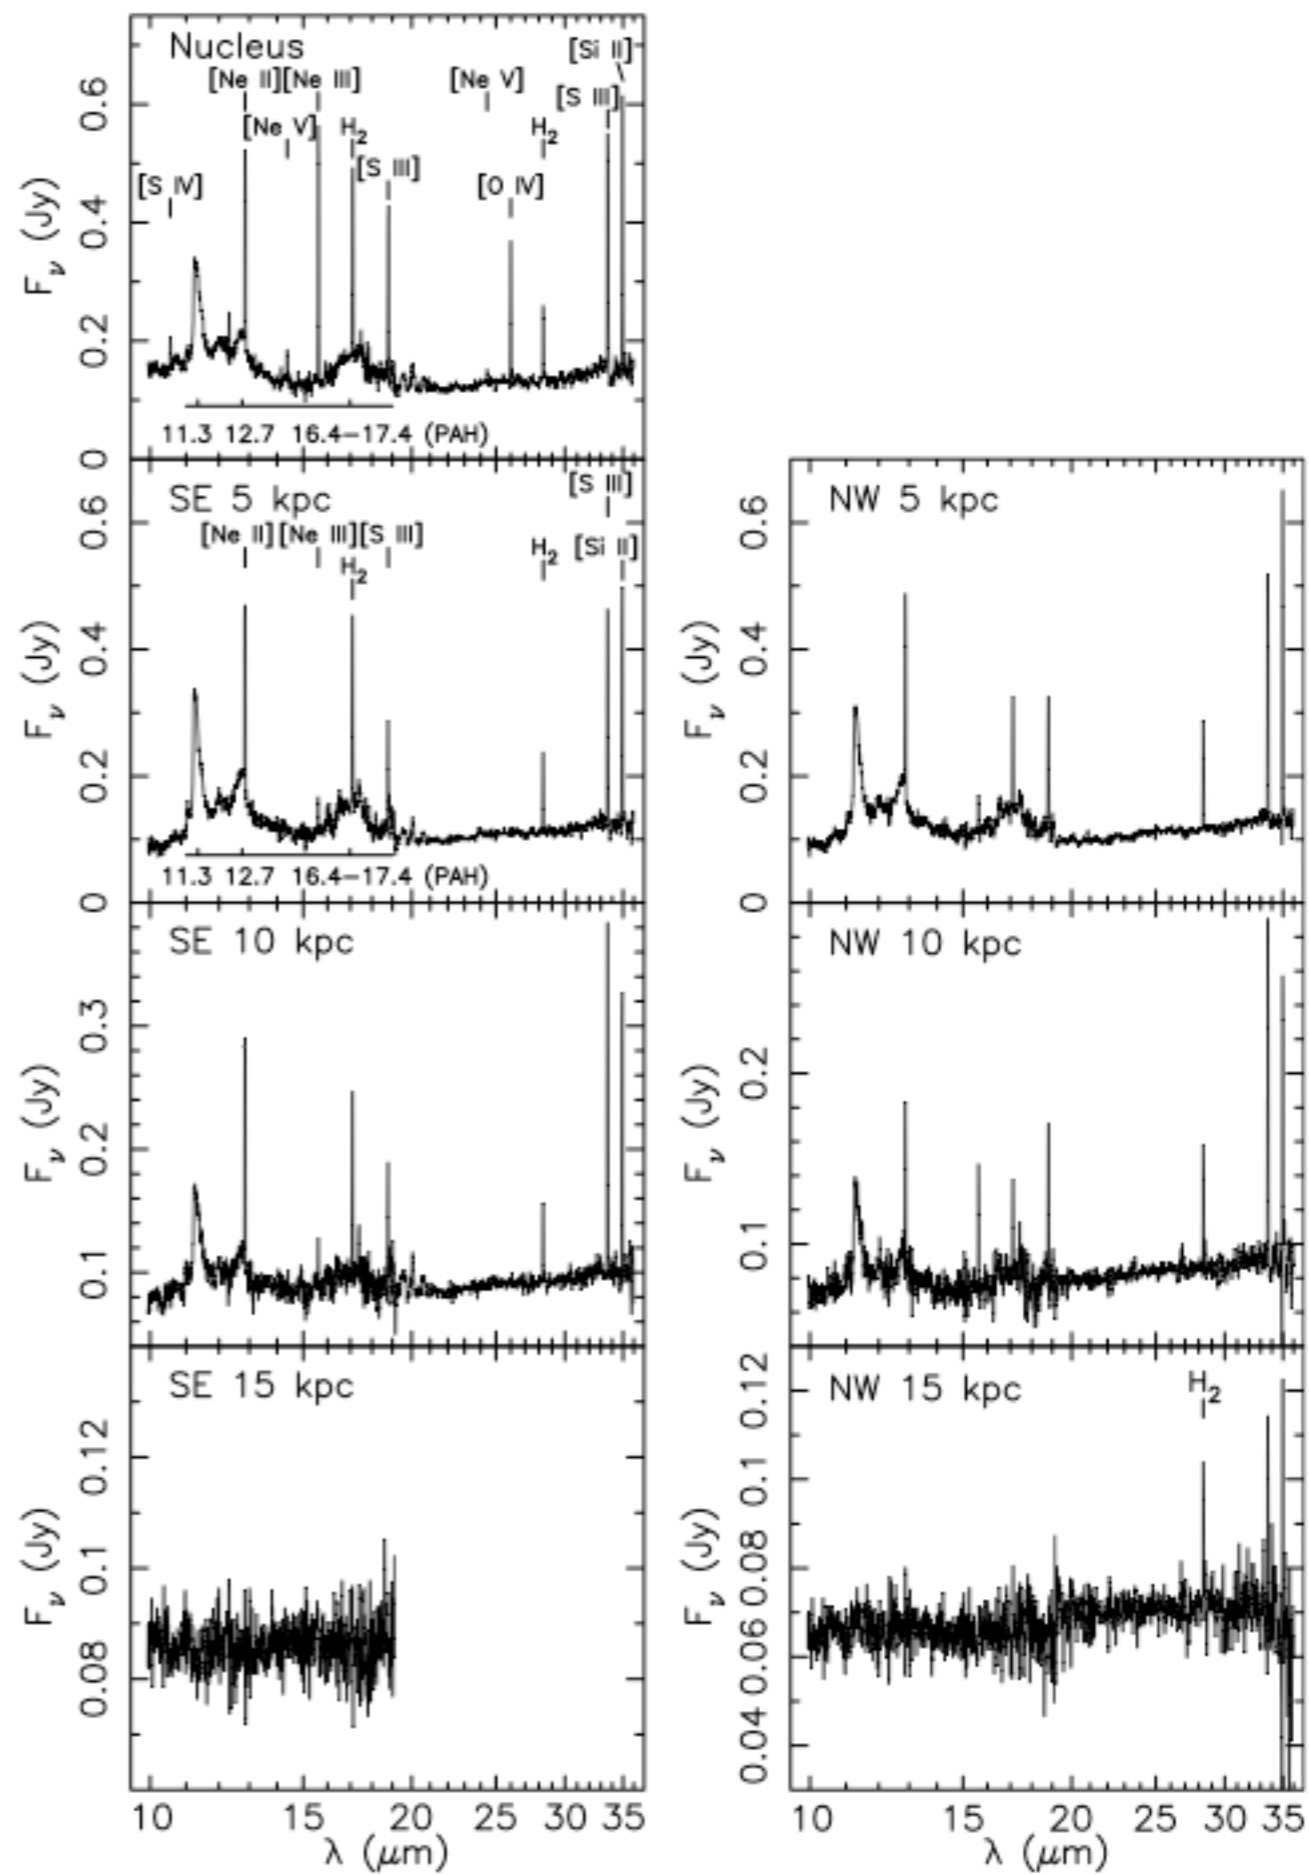 Nucleus
[Si II]
[Ne II][Ne III]
[Ne V]
[S III]
[Ne V]
H2
H2
[S III]
[S IV]
[O IV]
Fν (Jy)
0.6
0.4
0.2
0
11.3 12.7 16.4−17.4 (PAH)
SE 5 kpc
[S III]
[Ne II][Ne III][S III]
H2
H2
[Si II]
Fν (Jy)
0.6
0.4
0.2
0
11.3 12.7 16.4−17.4 (PAH)
NW 5 kpc
Fν (Jy)
0.6
0.4
0.2
0
SE 10 kpc
Fν (Jy)
0.3
0.2
0.1
NW 10 kpc
Fν (Jy)
0.2
0.1
SE 15 kpc
Fν (Jy)
0.12
0.1
0.08
10 15 20 25 30 35
λ (μm)
NW 15 kpc
H2
Fν (Jy)
0.12
0.1
0.08
0.06
0.04
10 15 20 25 30 35
λ (μm)